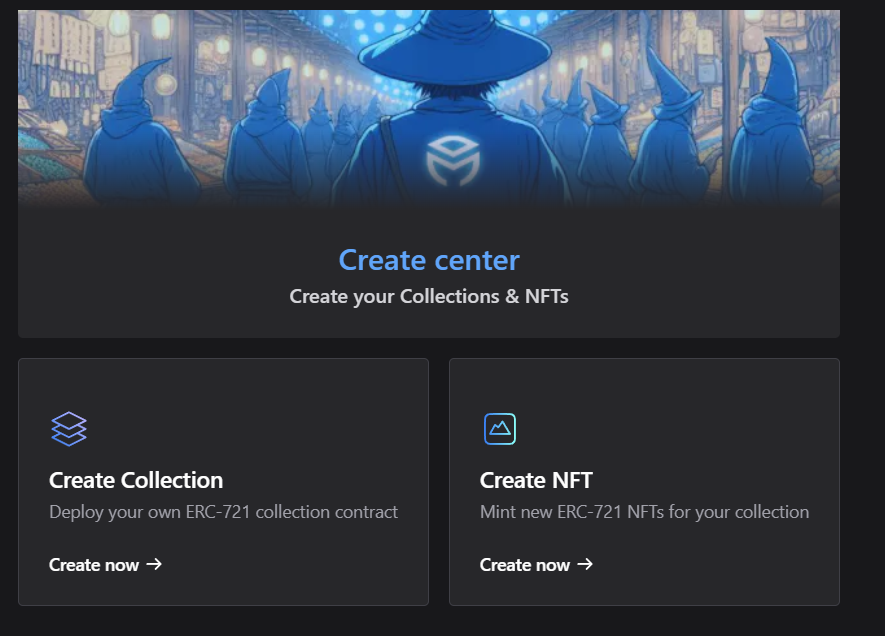 Create center
Create your Collections & NFTs
Create Collection
Deploy your own ERC-721 collection contract
Create now →
Create NFT
Mint new ERC-721 NFTs for your collection
Create now →